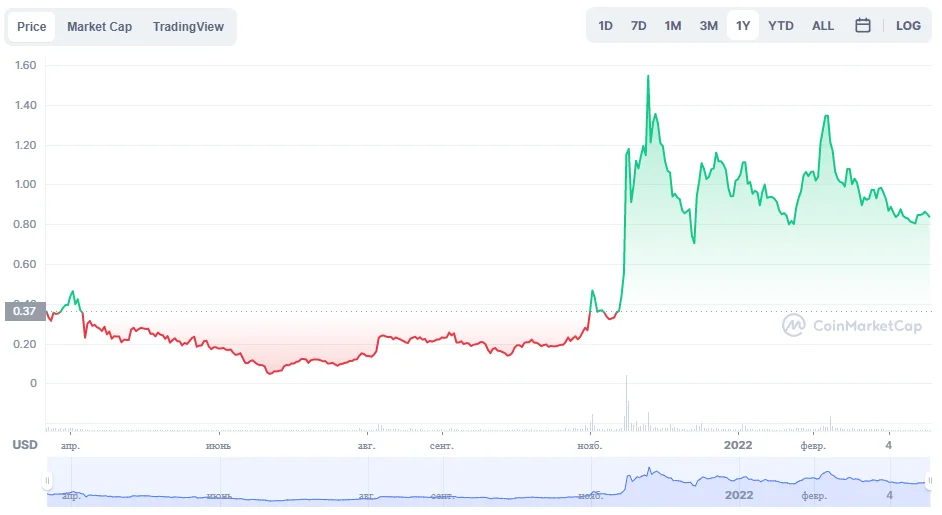 Price Market Cap TradingView 1D 7D 1M 3M 1Y YTD ALL LOG
1.60
1.40
1.20
1.00
0.80
0.60
0.40
0.37
0.20
0
CoinMarketCap
USD апр. июнь авг. сент. нояб. 2022 февр. 4
апр. июнь авг. сент. нояб. 2022 февр. 4